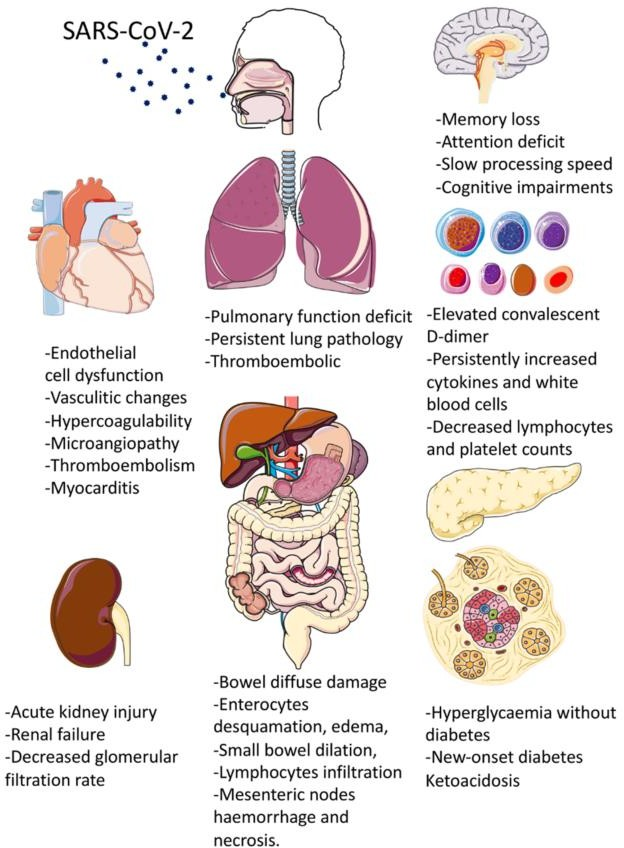 SARS-CoV-2
-Memory loss
-Attention deficit
-Slow processing speed
-Cognitive impairments
-Pulmonary function deficit
-Persistent lung pathology
-Thromboembolic
-Elevated convalescent
D-dimer
-Persistently increased
cytokines and white
blood cells
-Decreased lymphocytes
and platelet counts
-Endothelial
cell dysfunction
-Vasculitic changes
-Hypercoagulability
-Microangiopathy
-Thromboembolism
-Myocarditis
-Acute kidney injury
-Renal failure
-Decreased glomerular
filtration rate
-Bowel diffuse damage
-Enterocytes
desquamation, edema,
-Small bowel dilation,
-Lymphocytes infiltration
-Mesenteric nodes
haemorrhage and
necrosis.
-Hyperglycaemia without
diabetes
-New-onset diabetes
Ketoacidosis